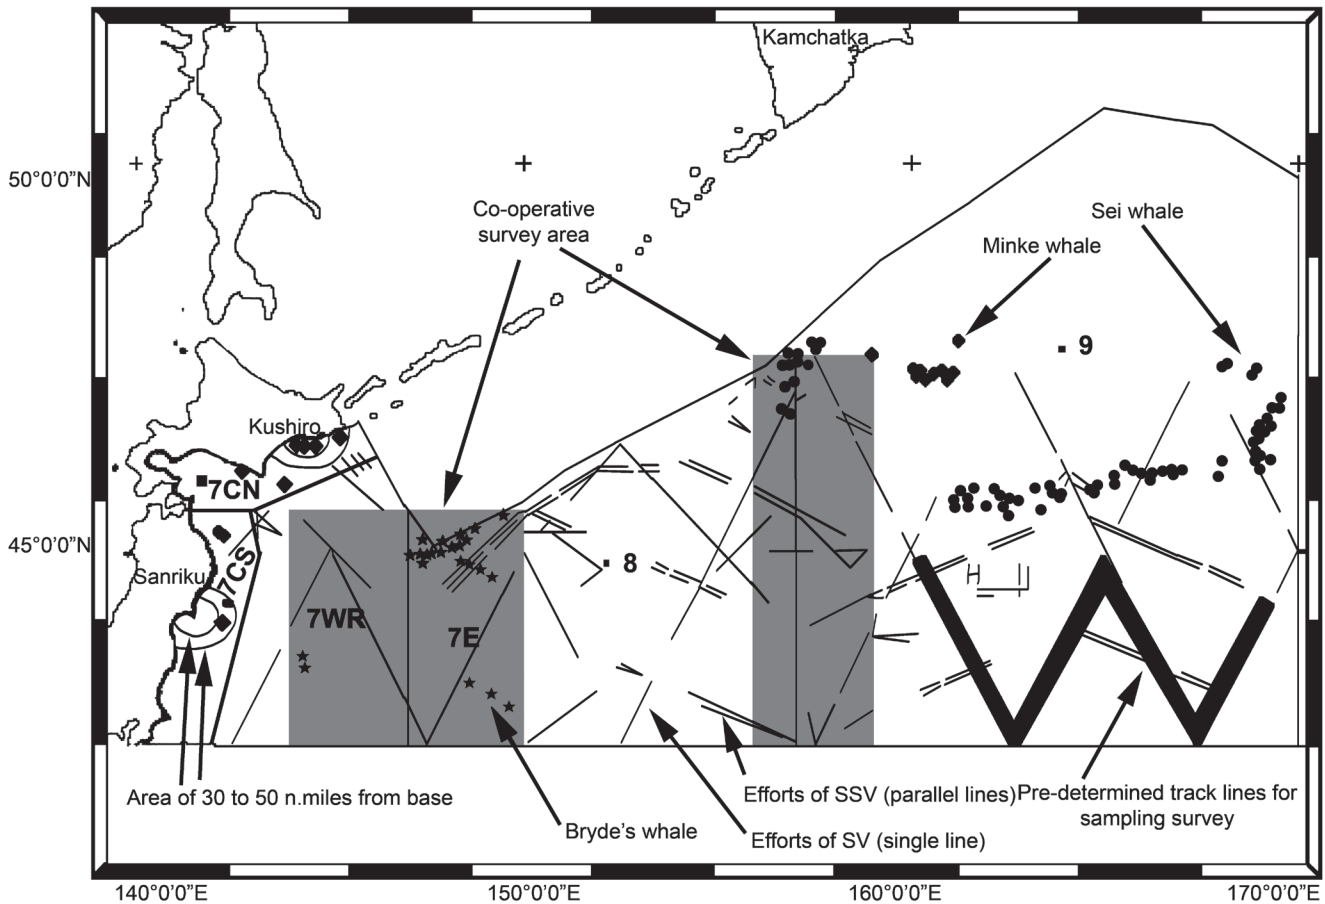 Kamchatka
50°0'0"N
Co-operative
survey area
Sei whale
Minke whale
9
Kushiro
7CN
45°0'0"N
7CS
Sanriku
8
7WR
7E
Area of 30 to 50 n.miles from base
Efforts of SSV (parallel lines)
Pre-determined track lines for
sampling survey
Bryde's whale
Efforts of SV (single line)
140°0'0"E
150°0'0"E
160°0'0"E
170°0'0"E